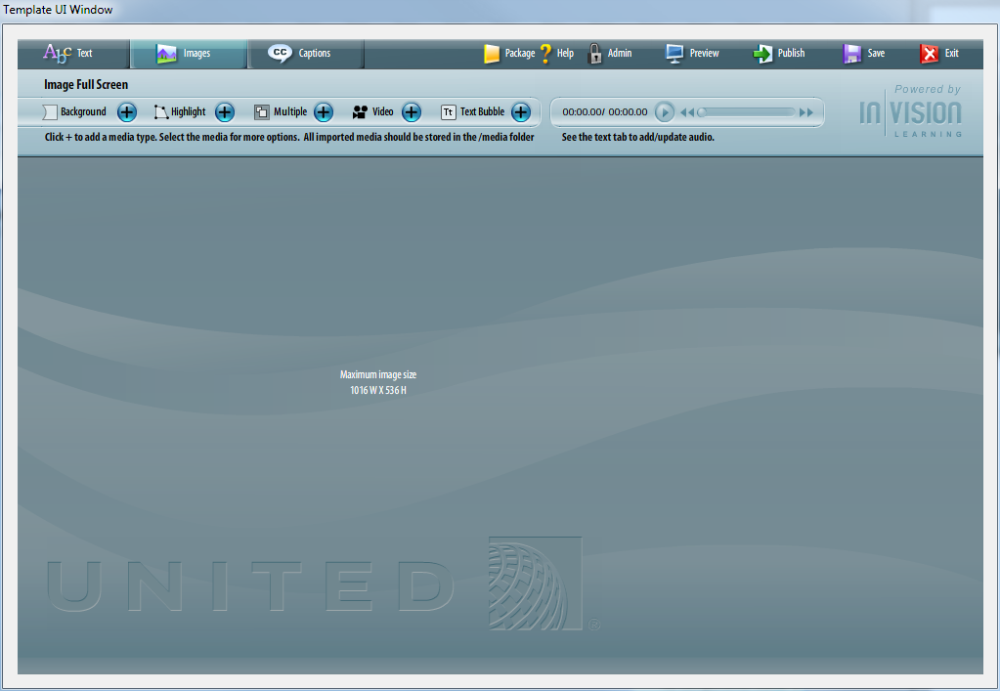 Template UI Window
Abc Text Images CC Captions Package ? Help Admin Preview Publish Save Exit
Image Full Screen
Background Highlight Multiple Video Tt Text Bubble 00:00.00/ 00:00.00
Click + to add a media type. Select the media for more options. All imported media should be stored in the /media folder See the text tab to add/update audio.
Powered by
INVISION
LEARNING
Maximum image size
1016 W X 536 H
UNITED ®